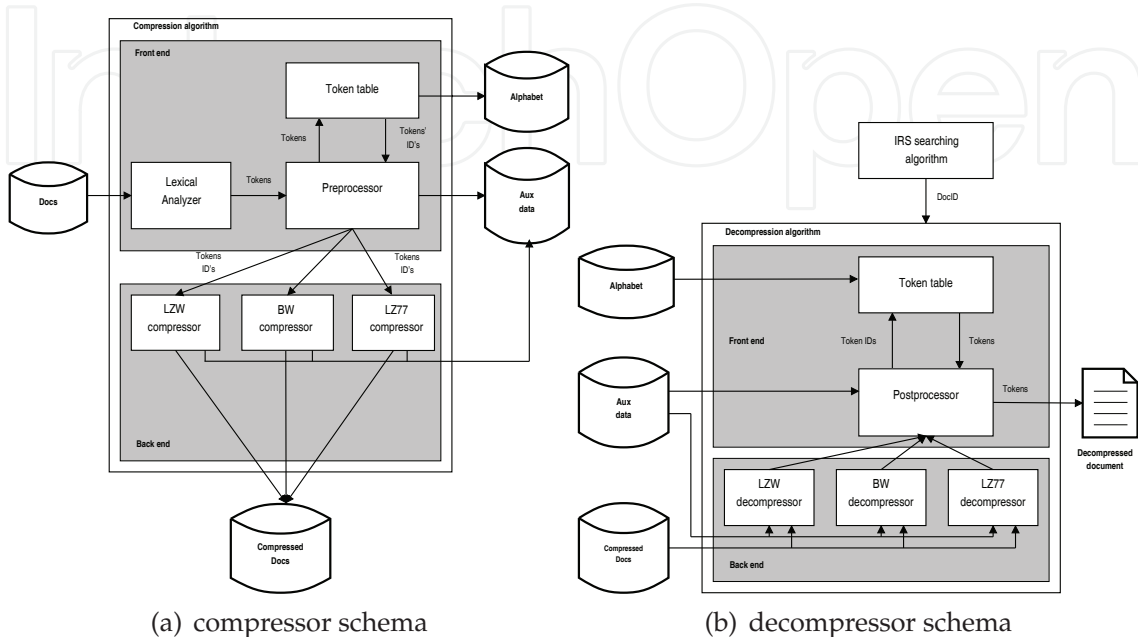 InTechOpen
Compression algorithm
Front end
Token table
Alphabet
Tokens
Tokens'
ID's
Docs
Lexical
Analyzer
Tokens
Preprocessor
Aux
data
Tokens
ID's
Tokens
ID's
LZW
compressor
BW
compressor
LZ77
compressor
Back end
Compressed
Docs
(a) compressor schema
IRS searching
algorithm
DocID
Decompression algorithm
Alphabet
Token table
Front end
Token IDs
Tokens
Aux
data
Postprocessor
Tokens
Decompressed
document
LZW
decompressor
BW
decompressor
LZ77
decompressor
Compressed
Docs
Back end
(b) decompressor schema